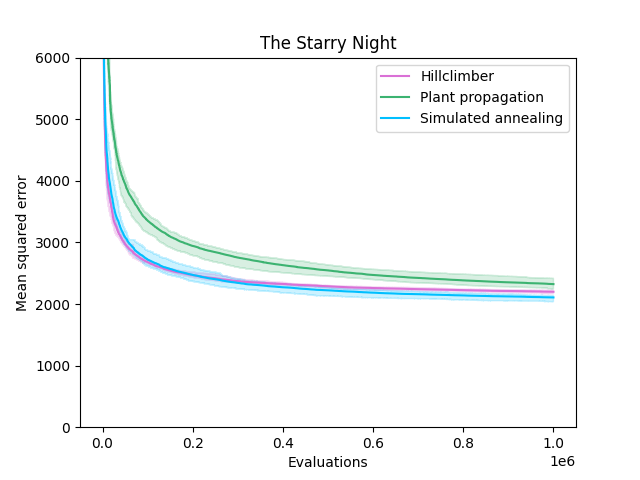 The Starry Night
Hillclimber
Plant propagation
Simulated annealing
6000
5000
4000
3000
2000
1000
0
Mean squared error
0.0 0.2 0.4 0.6 0.8 1.0
1e6
Evaluations